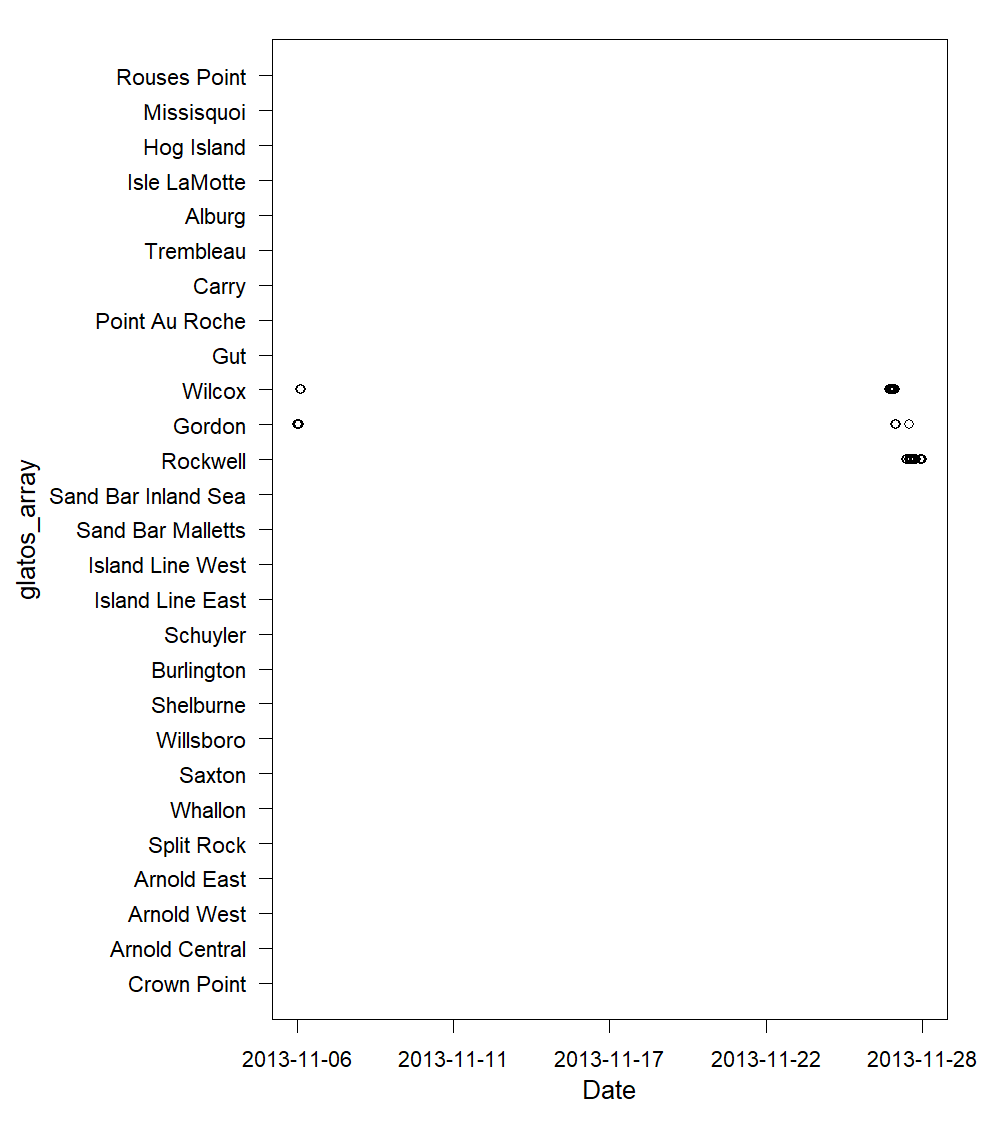 Rouses Point
Missisquoi
Hog Island
Isle LaMotte
Alburg
Trembleau
Carry
Point Au Roche
Gut
Wilcox
Gordon
Rockwell
Sand Bar Inland Sea
Sand Bar Malletts
Island Line West
Island Line East
Schuyler
Burlington
Shelburne
Willsboro
Saxton
Whallon
Split Rock
Arnold East
Arnold West
Arnold Central
Crown Point
glatos_array
2013-11-06 2013-11-11 2013-11-17 2013-11-22 2013-11-28
Date